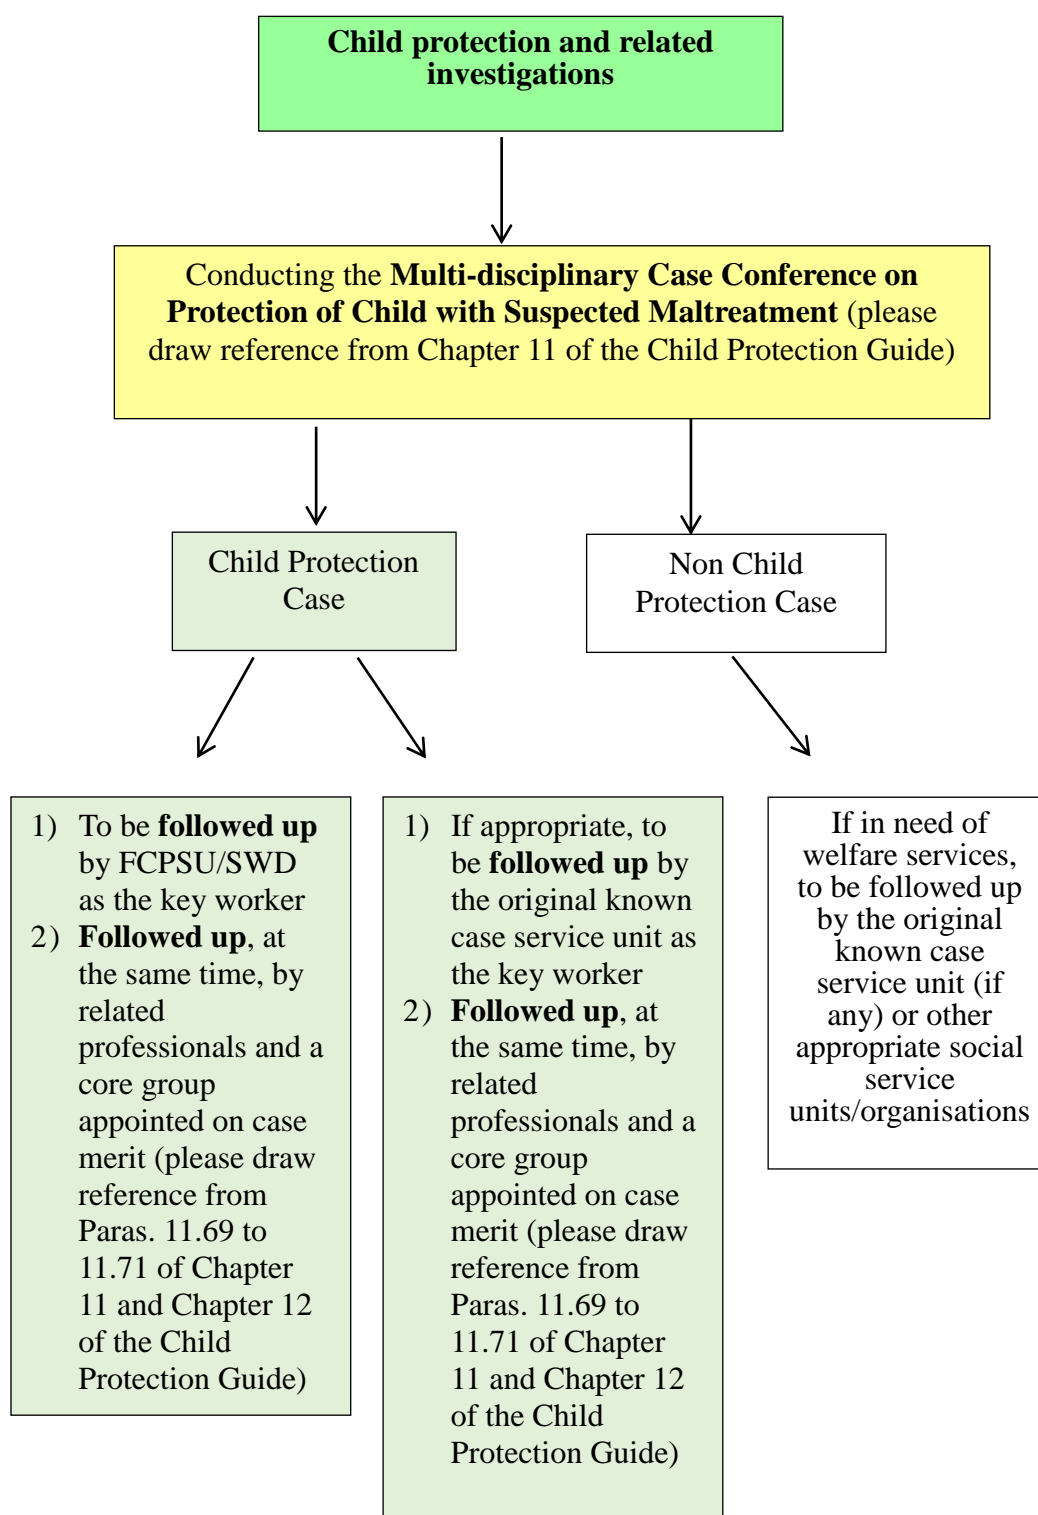 Child protection and related
investigations
Conducting the Multi-disciplinary Case Conference on
Protection of Child with Suspected Maltreatment (please
draw reference from Chapter 11 of the Child Protection Guide)
Child Protection
Case
Non Child
Protection Case
1) To be followed up
by FCPSU/SWD
as the key worker
2) Followed up, at
the same time, by
related
professionals and a
core group
appointed on case
merit (please draw
reference from
Paras. 11.69 to
11.71 of Chapter
11 and Chapter 12
of the Child
Protection Guide)
1) If appropriate, to
be followed up by
the original known
case service unit as
the key worker
2) Followed up, at
the same time, by
related
professionals and a
core group
appointed on case
merit (please draw
reference from
Paras. 11.69 to
11.71 of Chapter
11 and Chapter 12
of the Child
Protection Guide)
If in need of
welfare services,
to be followed up
by the original
known case
service unit (if
any) or other
appropriate social
service
units/organisations